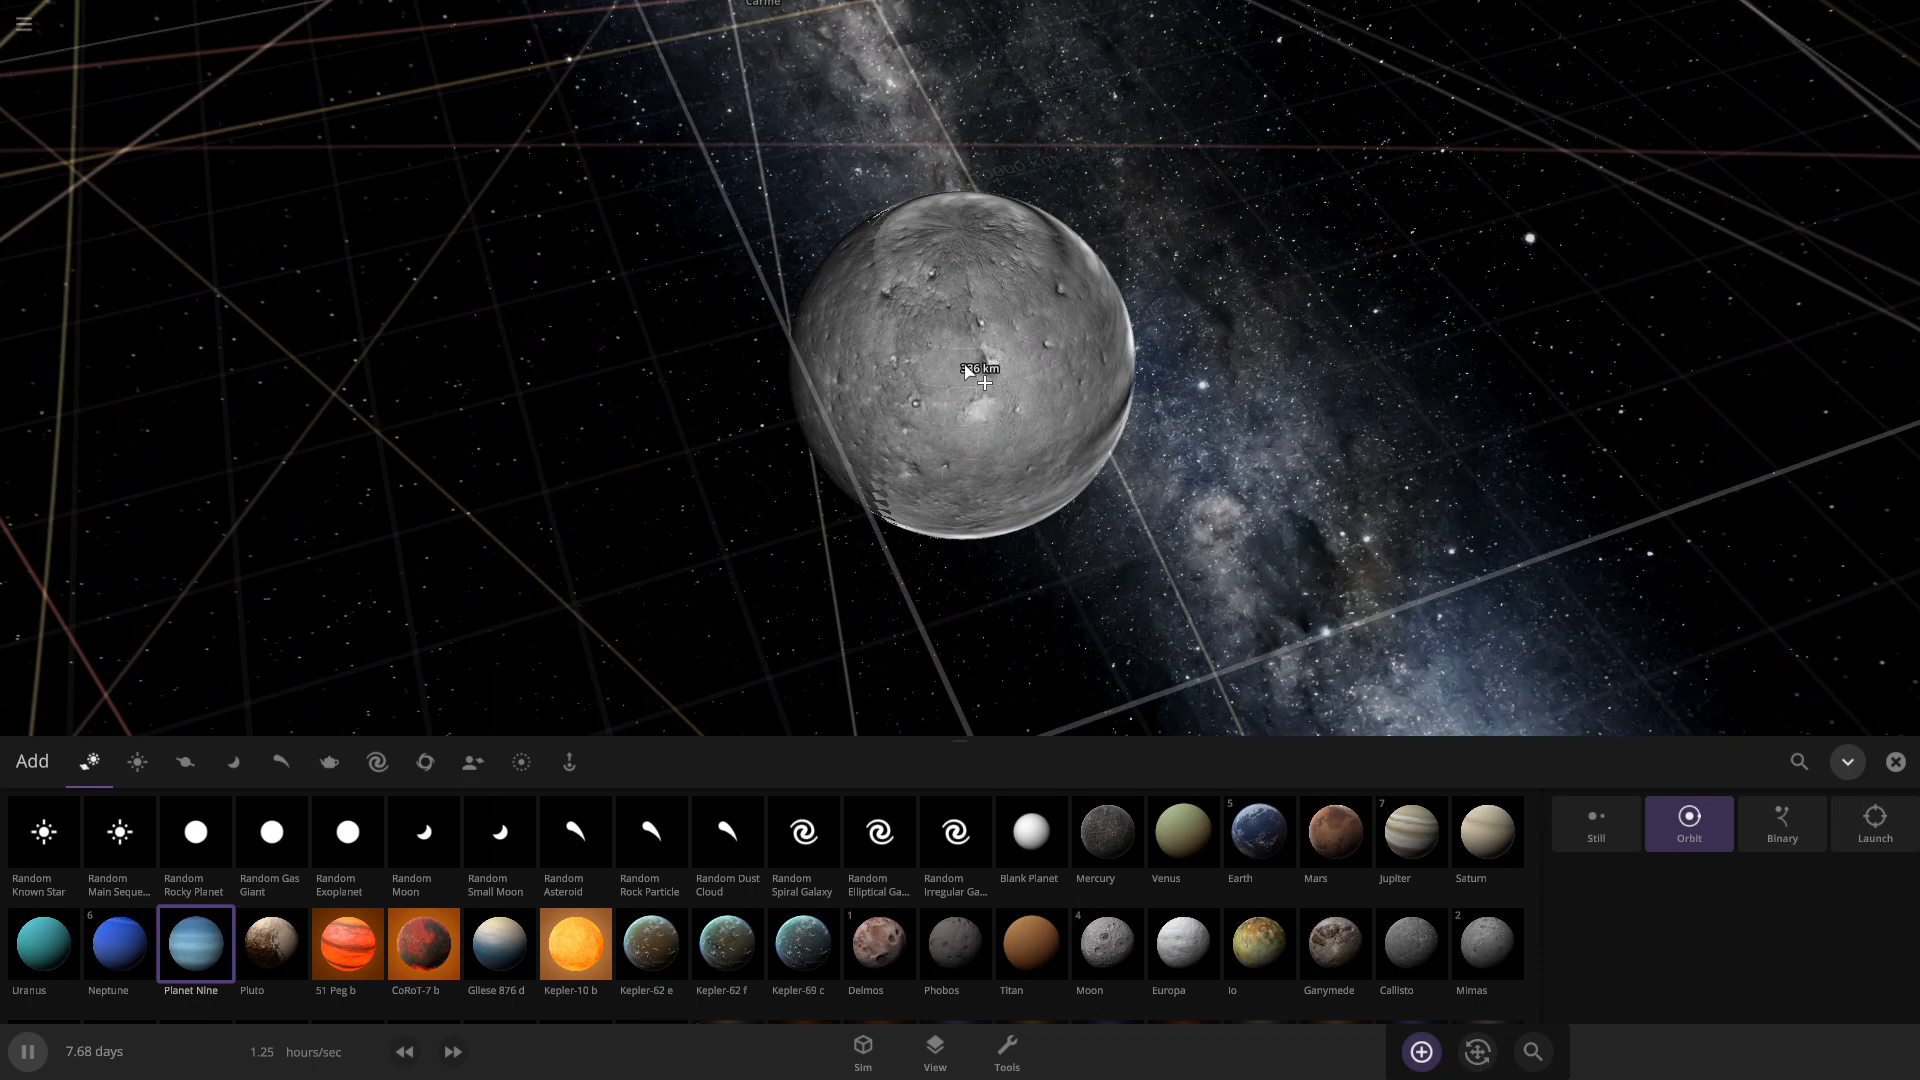 Carme
Add
Still
Orbit
Binary
Launch
Random
Known Star
Random
Main Seque...
Random
Rocky Planet
Random Gas
Giant
Random
Exoplanet
Random
Moon
Random
Small Moon
Random
Asteroid
Random
Rock Particle
Random Dust
Cloud
Random
Spiral Galaxy
Random
Elliptical Ga...
Random
Irregular Ga...
Blank Planet
Mercury
Venus
5
Earth
Mars
7
Jupiter
Saturn
Uranus
6
Neptune
Planet Nine
Pluto
51 Peg b
CoRoT-7 b
Gliese 876 d
Kepler-10 b
Kepler-62 e
Kepler-62 f
Kepler-69 c
1
Deimos
Phobos
Titan
4
Moon
Europa
Io
Ganymede
Callisto
2
Mimas
7.68 days
1.25 hours/sec
Sim
View
Tools